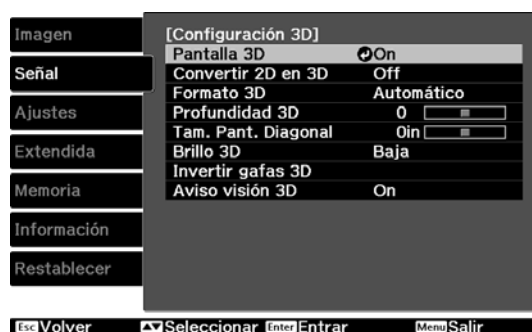 Imagen
Señal
Ajustes
Extendida
Memoria
Información
Restablecer
[Configuración 3D]
Pantalla 3D On
Convertir 2D en 3D Off
Formato 3D Automático
Profundidad 3D 0
Tam. Pant. Diagonal 0in
Brillo 3D Baja
Invertir gafas 3D
Aviso visión 3D On
Esc Volver Seleccionar Enter Entrar Menu Salir